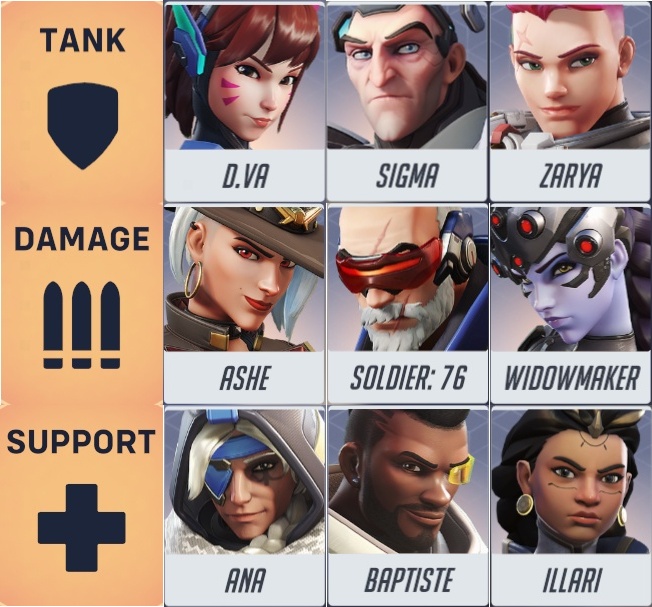 TANK
D.VA
SIGMA
ZARYA
DAMAGE
ASHE
SOLDIER: 76
WIDOWMAKER
SUPPORT
ANA
BAPTISTE
ILLARI